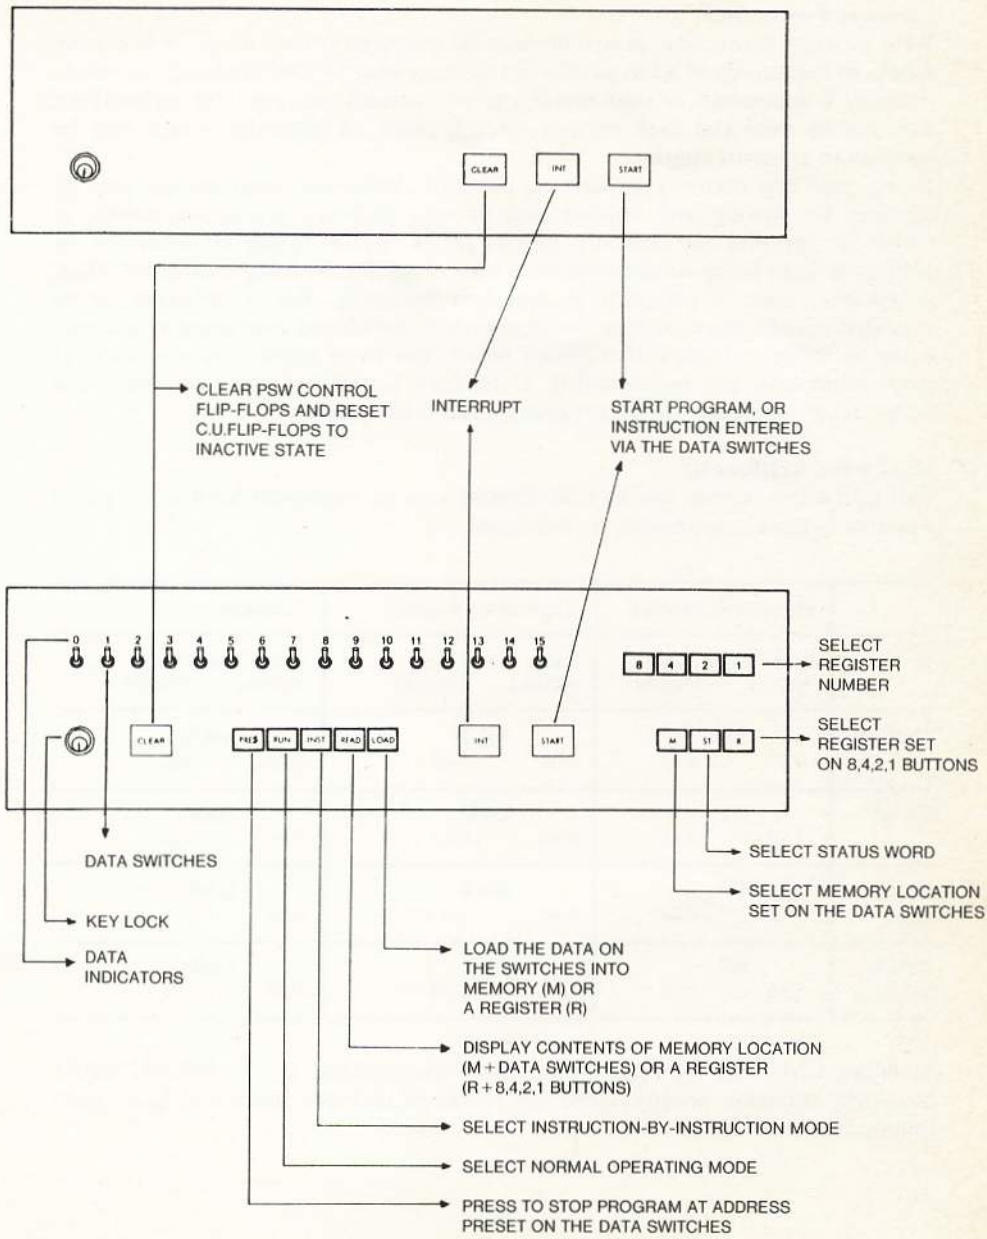 CLEAR INT START
CLEAR PSW CONTROL
FLIP-FLOPS AND RESET
C.U.FLIP-FLOPS TO
INACTIVE STATE
INTERRUPT
START PROGRAM, OR
INSTRUCTION ENTERED
VIA THE DATA SWITCHES
0 1 2 3 4 5 6 7 8 9 10 11 12 13 14 15
8 4 2 1
SELECT
REGISTER
NUMBER
CLEAR PRES RUN INST READ LOAD INT START M ST R
SELECT
REGISTER SET
ON 8,4,2,1 BUTTONS
DATA SWITCHES
SELECT STATUS WORD
SELECT MEMORY LOCATION
SET ON THE DATA SWITCHES
KEY LOCK
DATA
INDICATORS
LOAD THE DATA ON
THE SWITCHES INTO
MEMORY (M) OR
A REGISTER (R)
DISPLAY CONTENTS OF MEMORY LOCATION
(M + DATA SWITCHES) OR A REGISTER
(R + 8,4,2,1 BUTTONS)
SELECT INSTRUCTION-BY-INSTRUCTION MODE
SELECT NORMAL OPERATING MODE
PRESS TO STOP PROGRAM AT ADDRESS
PRESET ON THE DATA SWITCHES